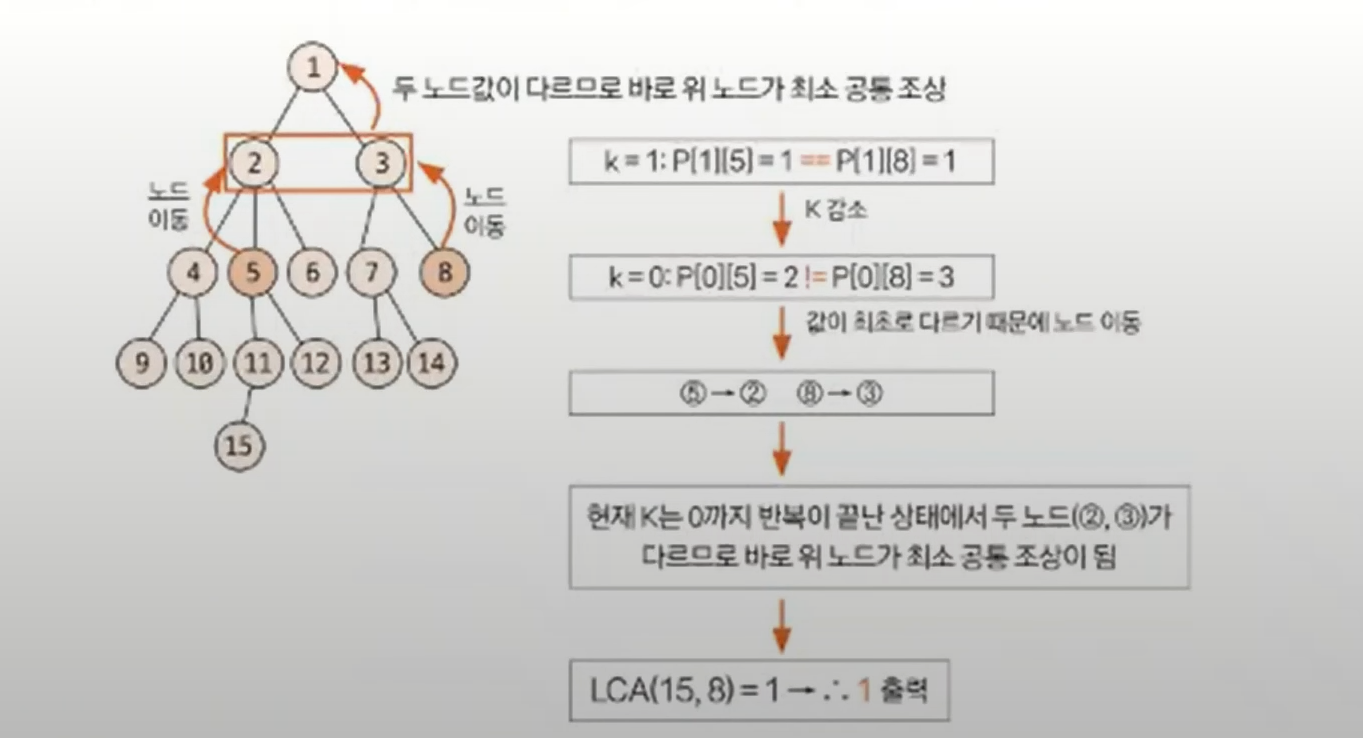 1
두 노드값이 다르므로 바로 위 노드가 최소 공통 조상
2
3
노드
이동
노드
이동
4
5
6
7
8
9
10
11
12
13
14
15
k = 1: P[1][5] = 1 == P[1][8] = 1
K 감소
k = 0: P[0][5] = 2 != P[0][8] = 3
값이 최초로 다르기 때문에 노드 이동
⑤→② ⑧→③
현재 K는 0까지 반복이 끝난 상태에서 두 노드(②, ③)가
다르므로 바로 위 노드가 최소 공통 조상이 됨
LCA(15, 8) = 1 → ∴ 1 출력